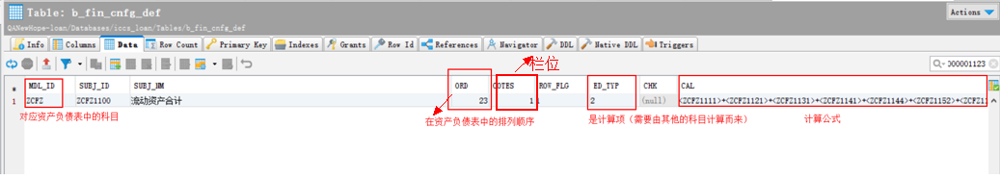 Table: b_fin_cnfg_def
Actions
QANewHope-loan/Databases/iccs_loan/Tables/b_fin_cnfg_def
Info Columns Data Row Count Primary Key Indexes Grants Row Id References Navigator DDL Native DDL Triggers
栏位
000001123
* MDL_ID SUBJ_ID SUBJ_NM ORD COTES ROW_FLG ED_TYP CHK CAL
1 ZCFZ ZCFZ1100 流动资产合计 23 1 1 2 (null) <ZCFZ1111>+<ZCFZ1121>+<ZCFZ1131>+<ZCFZ1141>+<ZCFZ1144>+<ZCFZ1152>+<ZCFZ11
对应资产负债表中的科目 在资产负债表中的排列顺序 是计算项（需要由其他的科目计算而来） 计算公式